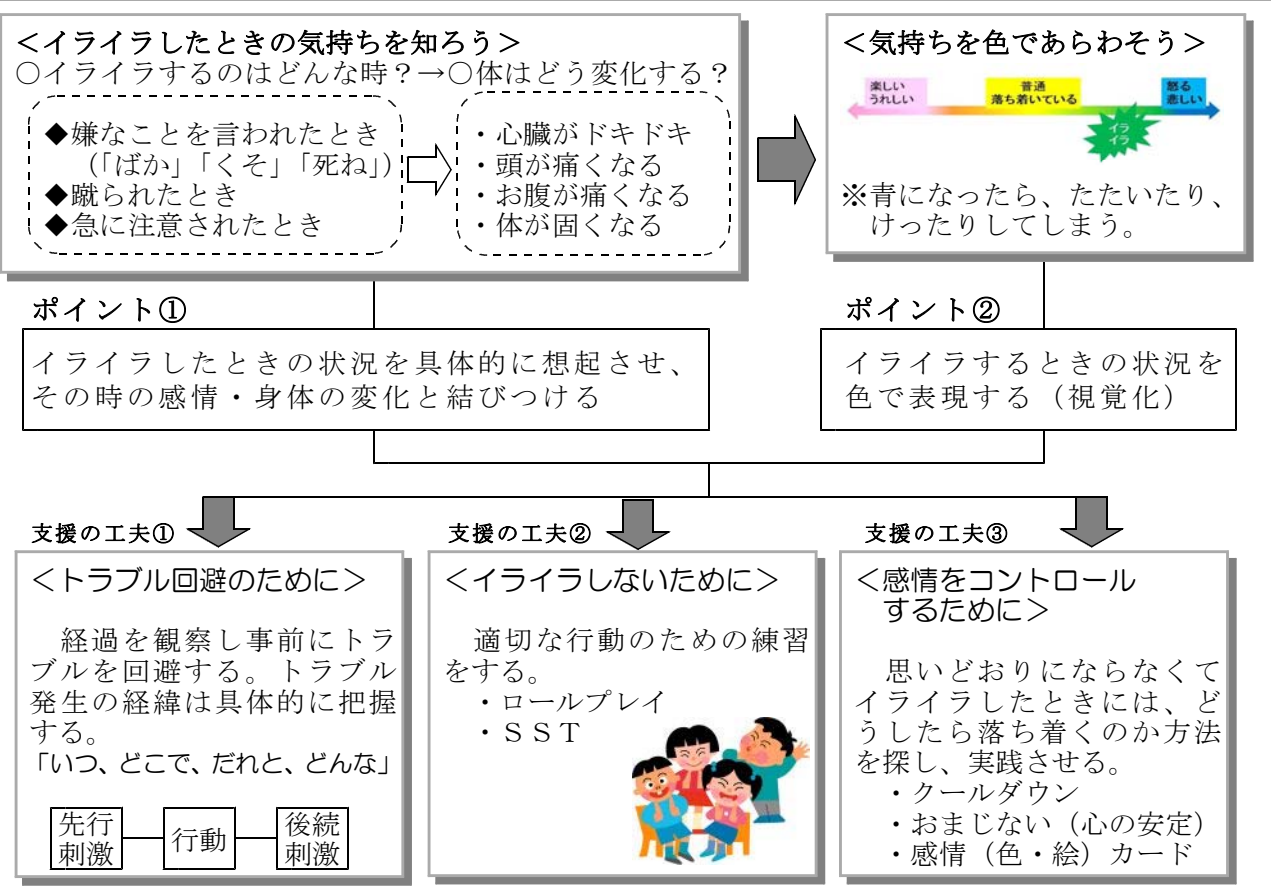 ＜イライラしたときの気持ちを知ろう＞
○イライラするのはどんな時？→○体はどう変化する？
◆嫌なことを言われたとき
（「ばか」「くそ」「死ね」）
◆蹴られたとき
◆急に注意されたとき
・心臓がドキドキ
・頭が痛くなる
・お腹が痛くなる
・体が固くなる
＜気持ちを色であらわそう＞
楽しい
うれしい
普通
落ち着いている
怒る
悲しい
イラ
イラ
※青になったら、たたいたり、
けったりしてしまう。
ポイント①
イライラしたときの状況を具体的に想起させ、
その時の感情・身体の変化と結びつける
ポイント②
イライラするときの状況を
色で表現する（視覚化）
支援の工夫①
＜トラブル回避のために＞
経過を観察し事前にトラ
ブルを回避する。トラブル
発生の経緯は具体的に把握
する。
「いつ、どこで、だれと、どんな」
先行
刺激
行動
後続
刺激
支援の工夫②
＜イライラしないために＞
適切な行動のための練習
をする。
・ロールプレイ
・ＳＳＴ
支援の工夫③
＜感情をコントロール
するために＞
思いどおりにならなくて
イライラしたときには、ど
うしたら落ち着くのか方法
を探し、実践させる。
・クールダウン
・おまじない（心の安定）
・感情（色・絵）カード